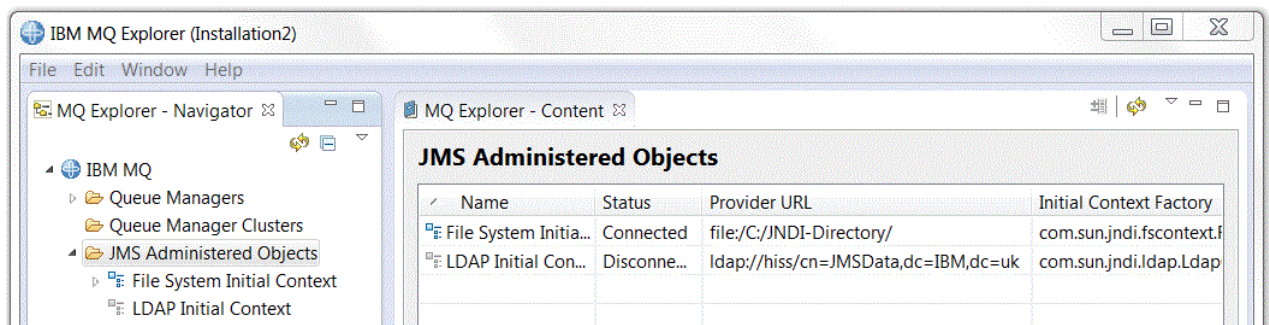 IBM MQ Explorer (Installation2)
File Edit Window Help
MQ Explorer - Navigator
IBM MQ
Queue Managers
Queue Manager Clusters
JMS Administered Objects
File System Initial Context
LDAP Initial Context
MQ Explorer - Content
JMS Administered Objects
Name Status Provider URL Initial Context Factory
File System Initia... Connected file:/C:/JNDI-Directory/ com.sun.jndi.fscontext.F
LDAP Initial Con... Disconne... ldap://hiss/cn=JMSData,dc=IBM,dc=uk com.sun.jndi.ldap.Ldap